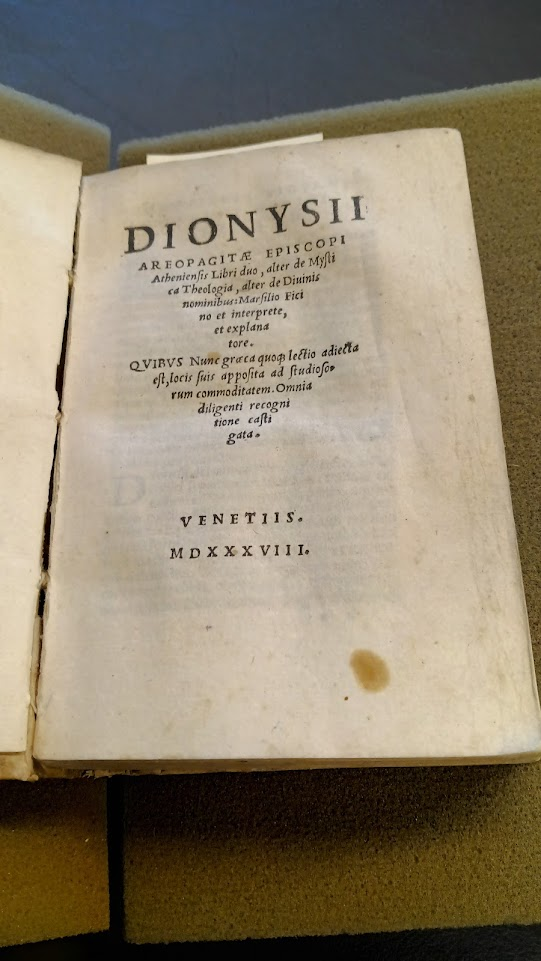 DIONYSII
AREOPAGITÆ EPISCOPI
Atheniensis Libri duo, alter de Mysti
ca Theologia, alter de Diuinis
nominibus: Marsilio Fici
no et interprete,
et explana
tore.
QVIBVS Nunc græca quoqꝫ lectio adiecta
est, locis suis apposita ad studioso-
rum commoditatem. Omnia
diligenti recogni
tione casti
gata.
VENETIIS.
MDXXXVIII.